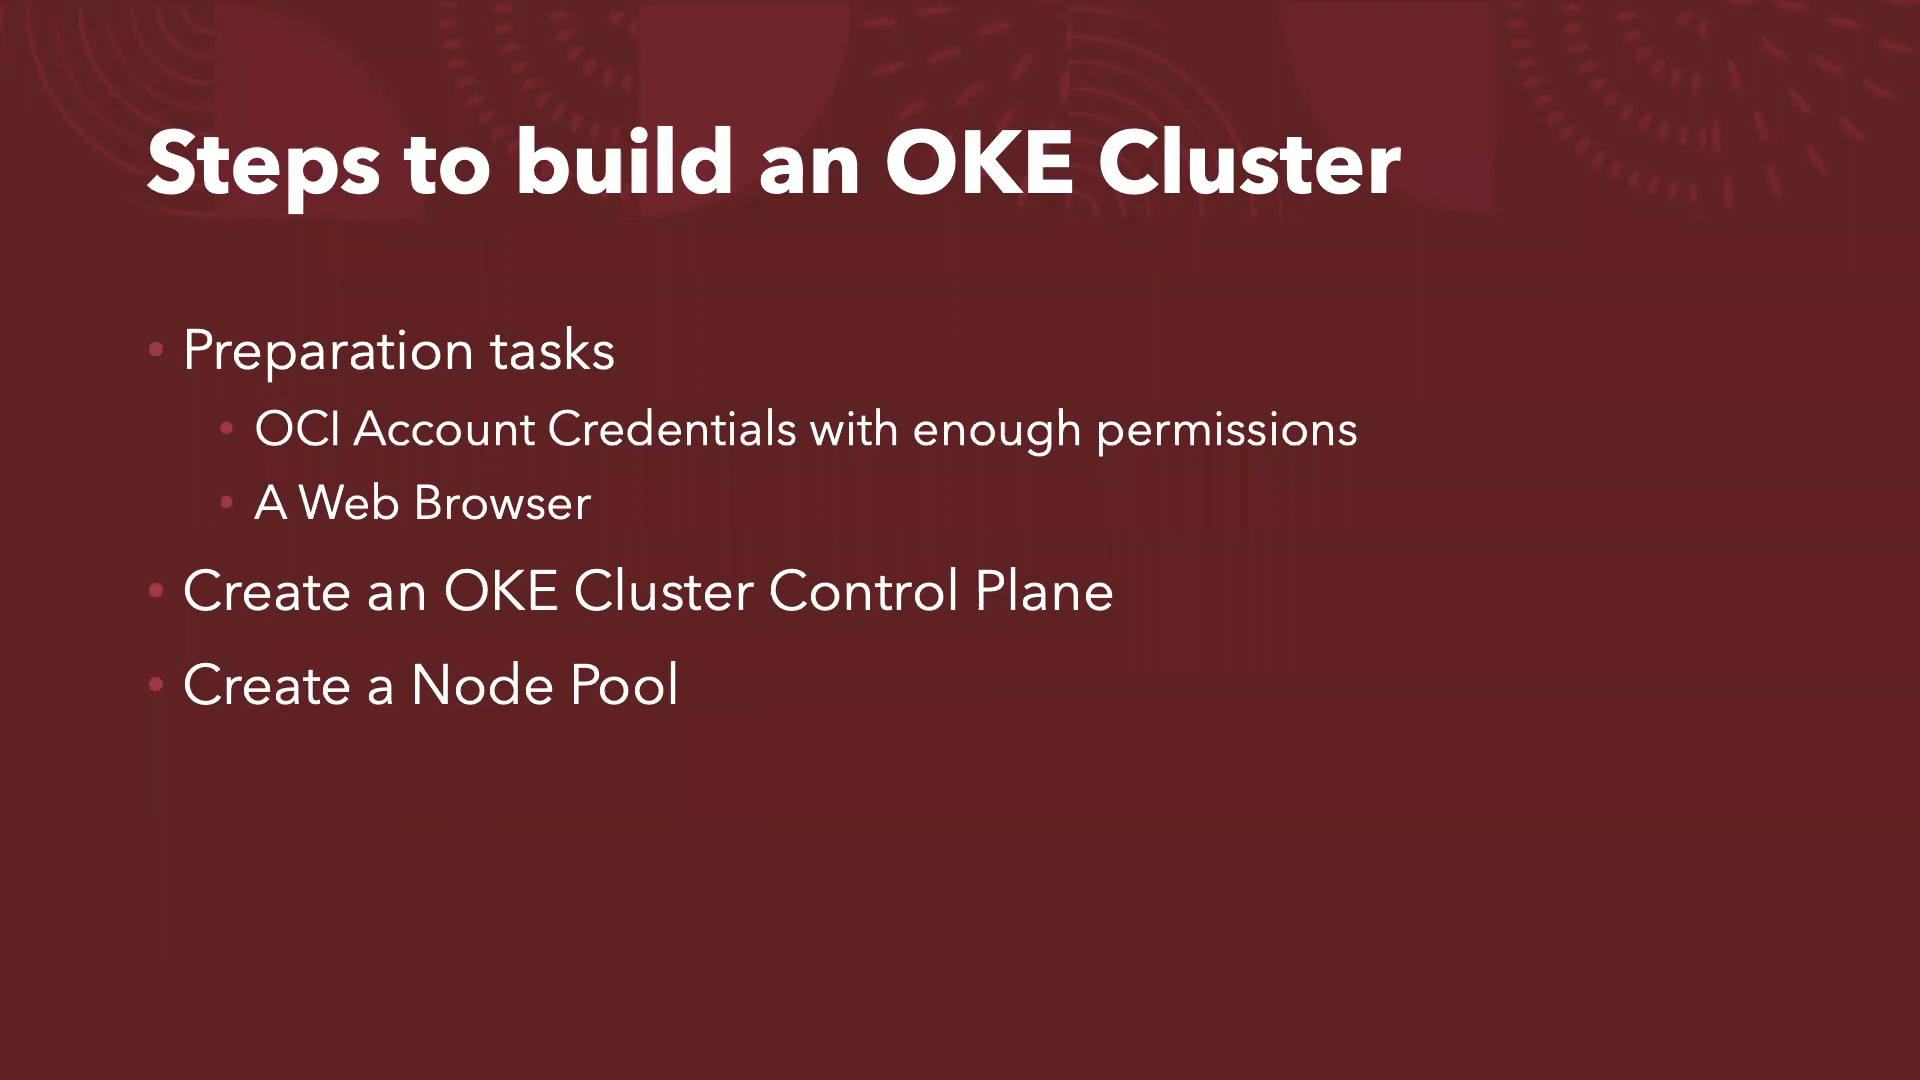 Steps to build an OKE Cluster
• Preparation tasks
• OCI Account Credentials with enough permissions
• A Web Browser
• Create an OKE Cluster Control Plane
• Create a Node Pool